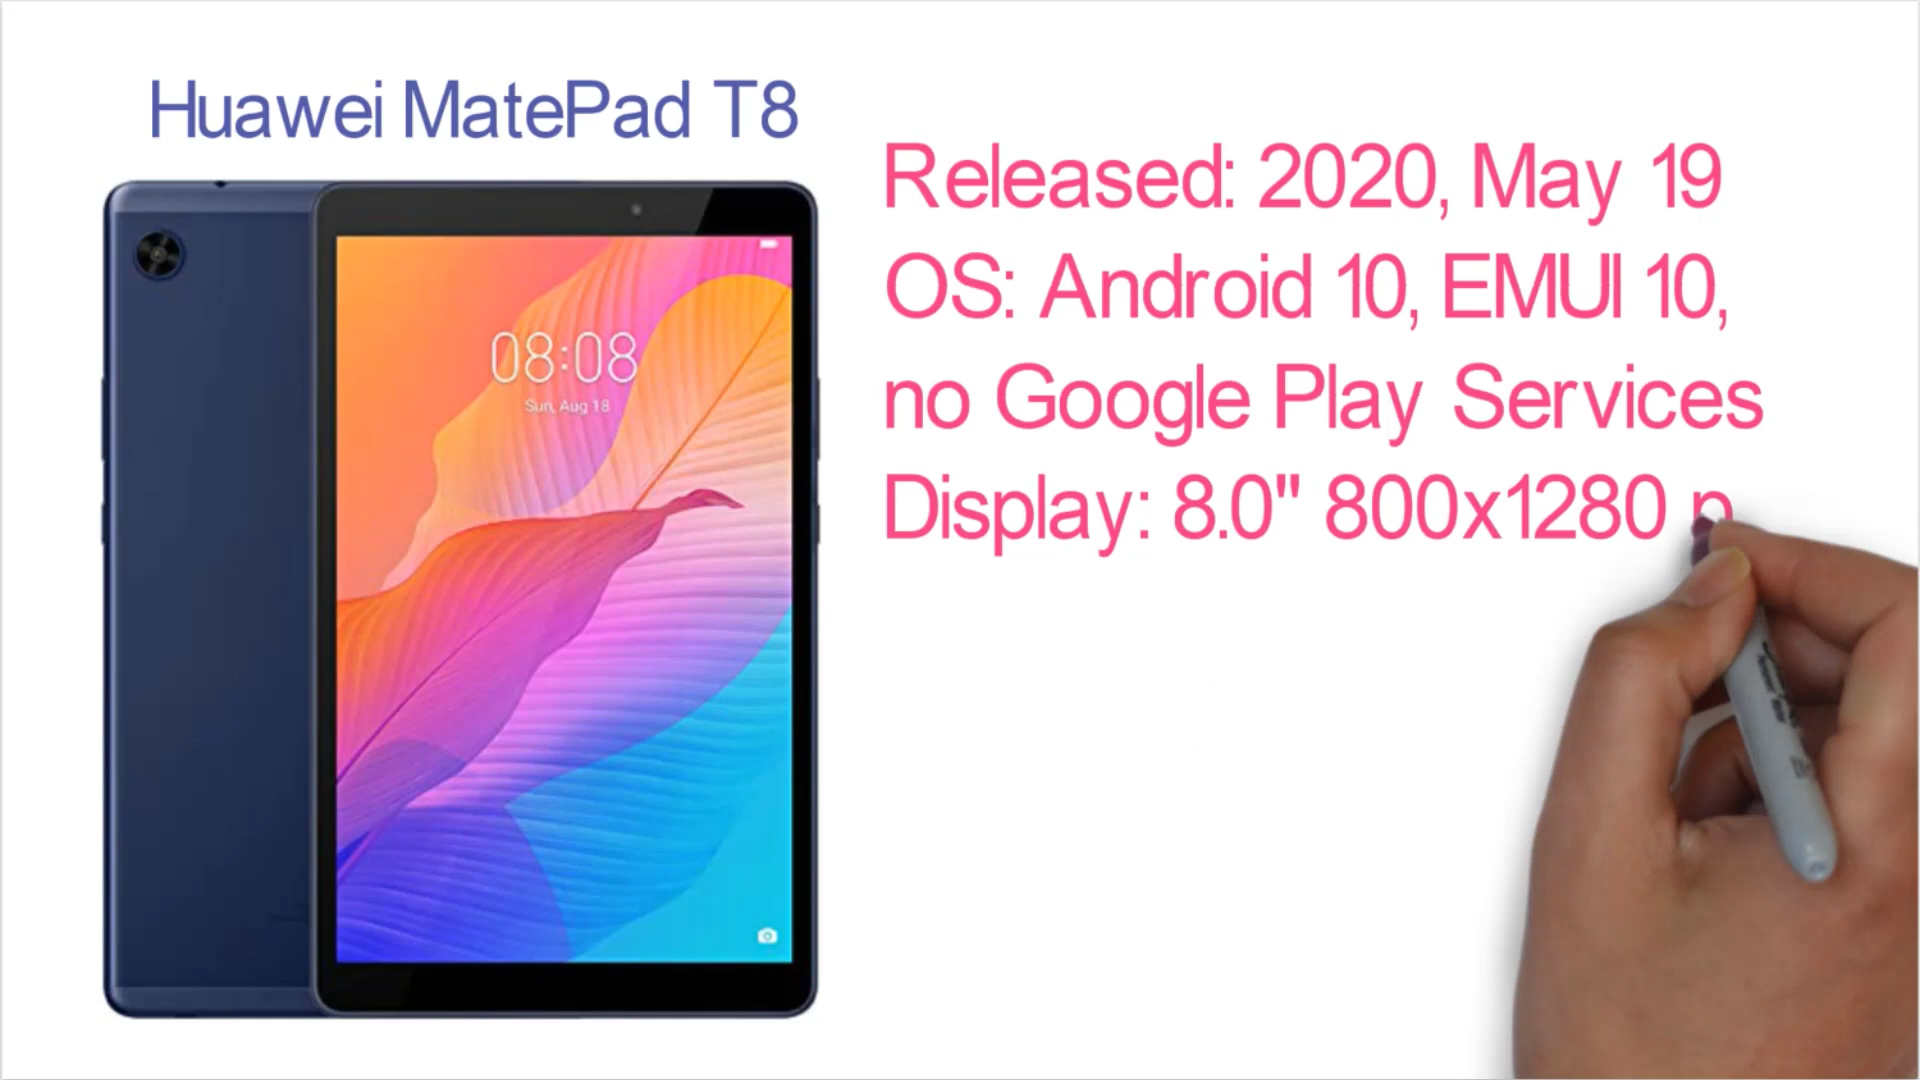 Huawei MatePad T8
Released: 2020, May 19
OS: Android 10, EMUI 10,
no Google Play Services
Display: 8.0" 800x1280 p
08:08
Sun, Aug 18